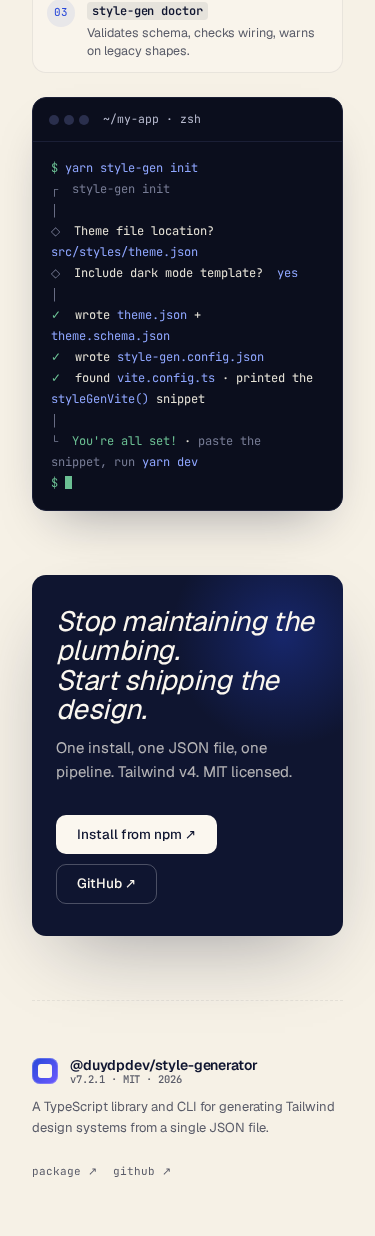 03
style-gen doctor
Validates schema, checks wiring, warns
on legacy shapes.
~/my-app · zsh
$ yarn style-gen init
┌  style-gen init
│
◇  Theme file location?
src/styles/theme.json
◇  Include dark mode template?  yes
│
✓  wrote theme.json +
theme.schema.json
✓  wrote style-gen.config.json
✓  found vite.config.ts · printed the
styleGenVite() snippet
│
└  You're all set! · paste the
snippet, run yarn dev
$
Stop maintaining the
plumbing.
Start shipping the
design.
One install, one JSON file, one
pipeline. Tailwind v4. MIT licensed.
Install from npm ↗
GitHub ↗
@duydpdev/style-generator
v7.2.1 · MIT · 2026
A TypeScript library and CLI for generating Tailwind
design systems from a single JSON file.
package ↗  github ↗